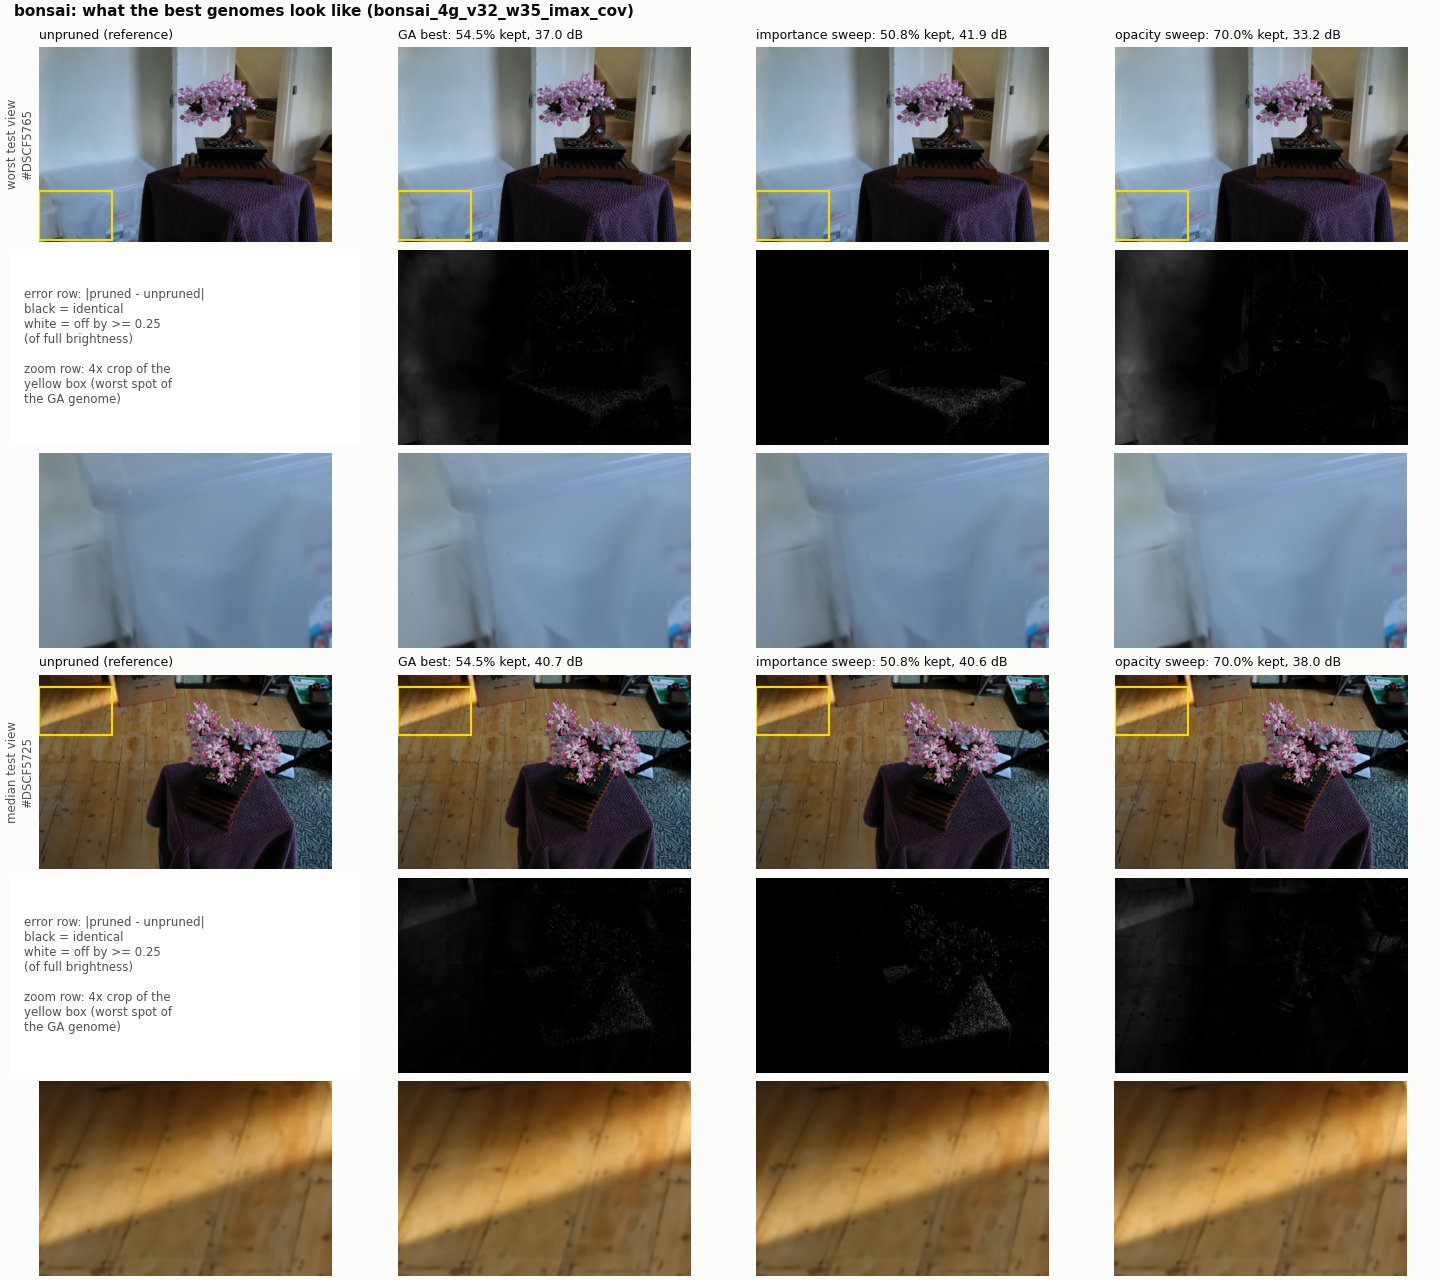 bonsai: what the best genomes look like (bonsai_4g_v32_w35_imax_cov)
unpruned (reference)
GA best: 54.5% kept, 37.0 dB
importance sweep: 50.8% kept, 41.9 dB
opacity sweep: 70.0% kept, 33.2 dB
worst test view
#DSCF5765
error row: |pruned - unpruned|
black = identical
white = off by >= 0.25
(of full brightness)
zoom row: 4x crop of the
yellow box (worst spot of
the GA genome)
unpruned (reference)
GA best: 54.5% kept, 40.7 dB
importance sweep: 50.8% kept, 40.6 dB
opacity sweep: 70.0% kept, 38.0 dB
median test view
#DSCF5725
error row: |pruned - unpruned|
black = identical
white = off by >= 0.25
(of full brightness)
zoom row: 4x crop of the
yellow box (worst spot of
the GA genome)